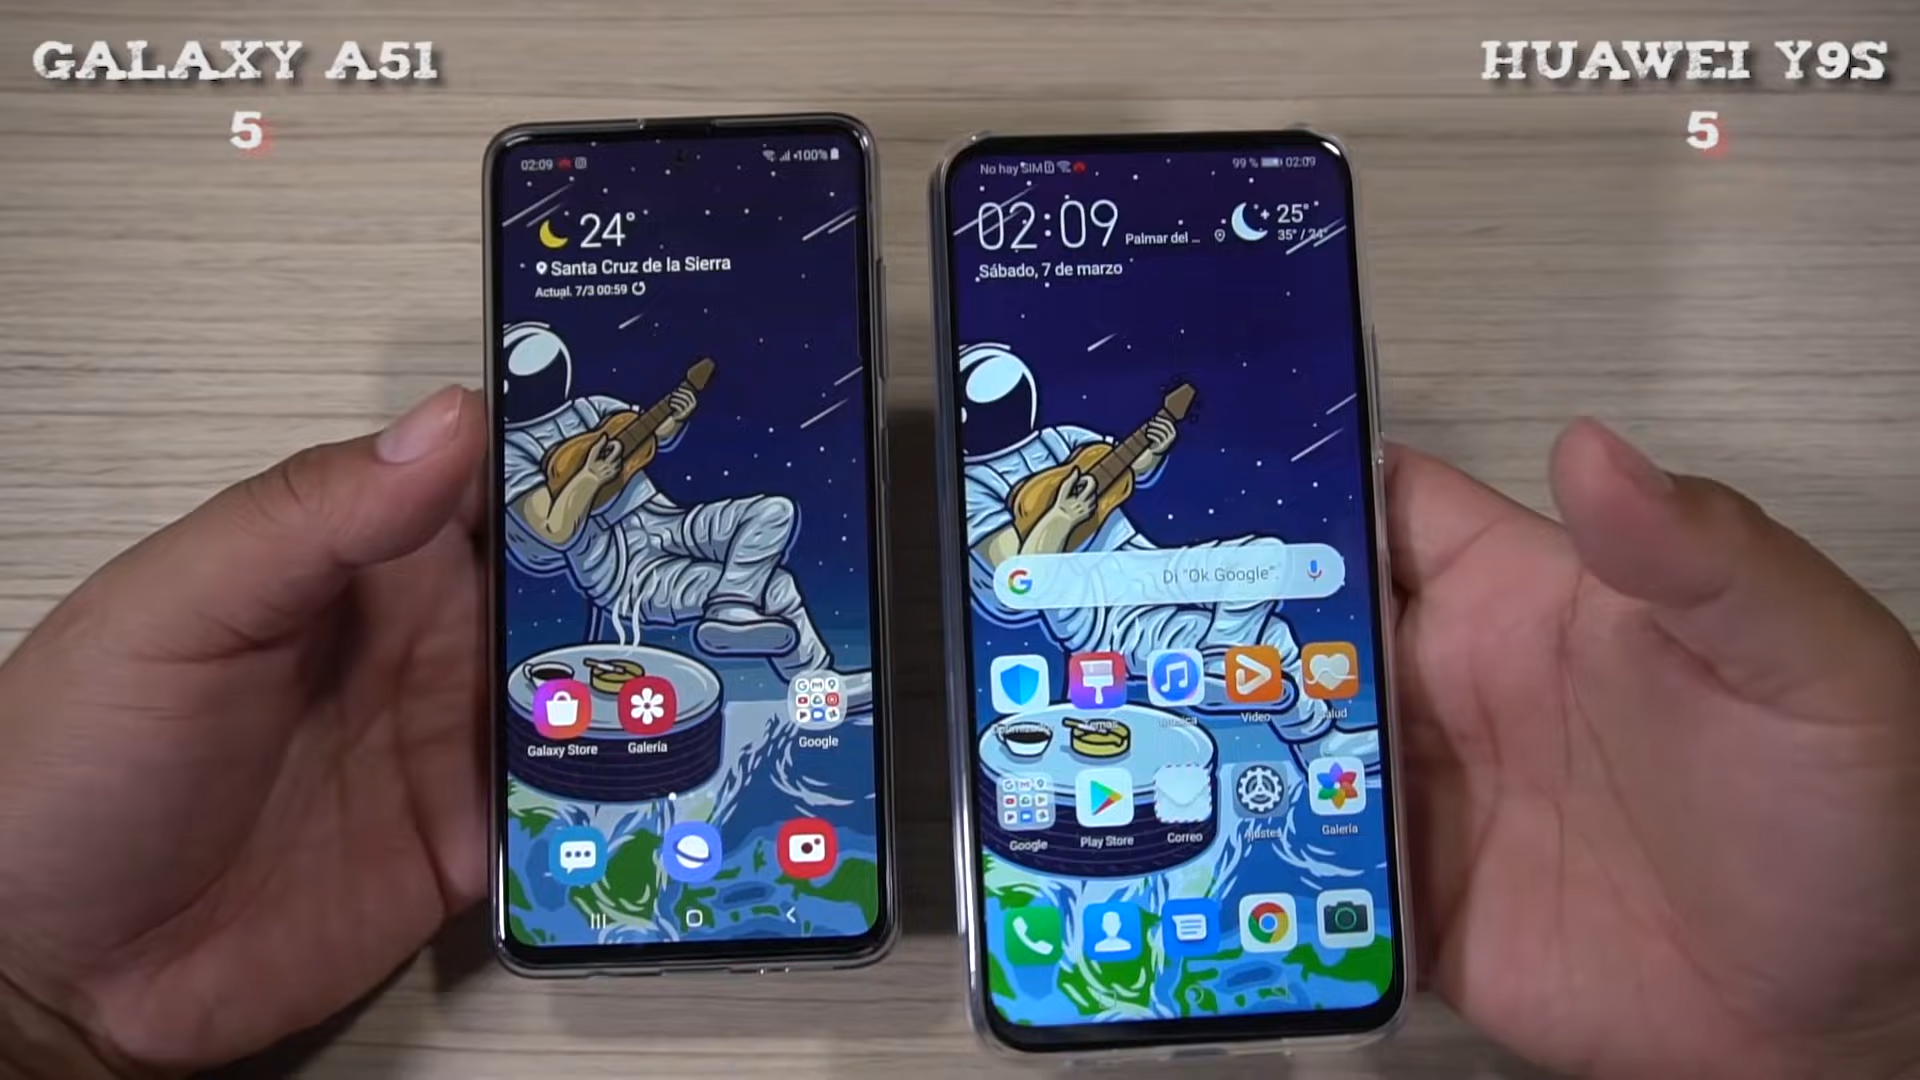 GALAXY A51
5
HUAWEI Y9S
5
02:09
100%
24°
Santa Cruz de la Sierra
Actual. 7/3 00:59
Galaxy Store
Galería
Google
No hay SIM
99 %
02:09
02:09
Palmar del ...
25°
35° / 24°
Sábado, 7 de marzo
G
Di "Ok Google".
Temas
Música
Video
Salud
Google
Play Store
Correo
Ajustes
Galería